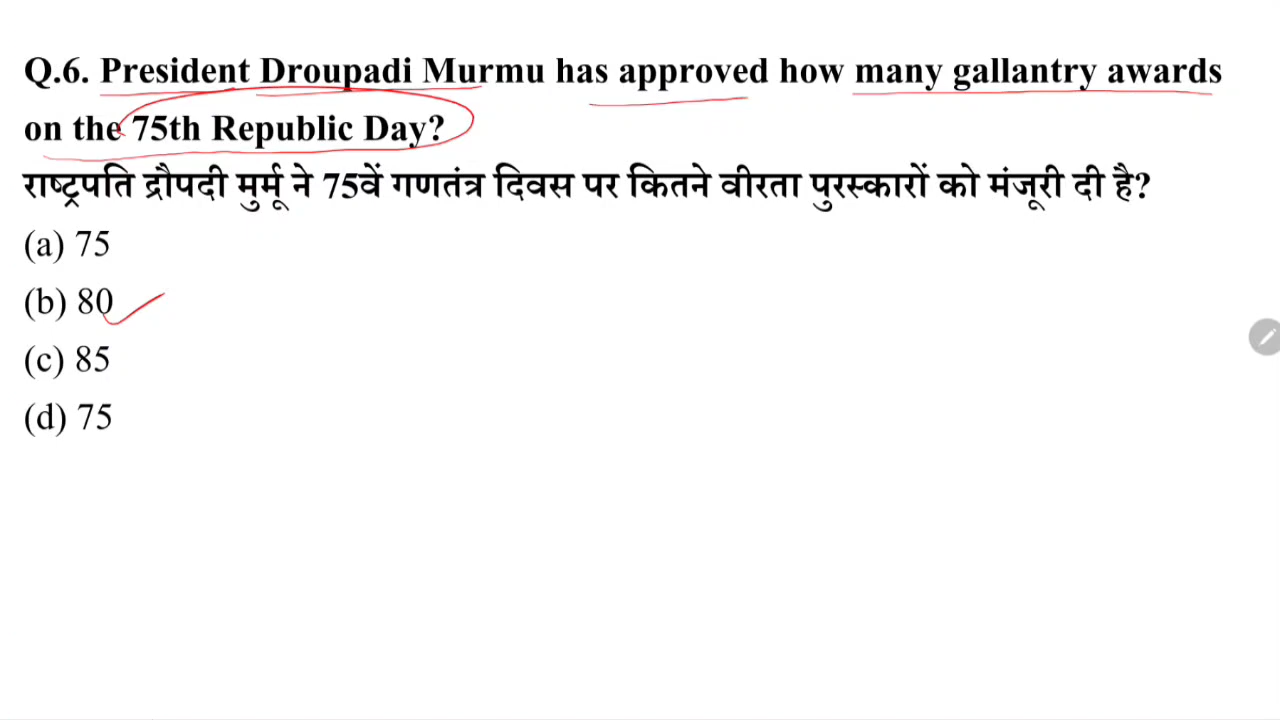 Q.6. President Droupadi Murmu has approved how many gallantry awards
on the 75th Republic Day?
राष्ट्रपति द्रौपदी मुर्मू ने 75वें गणतंत्र दिवस पर कितने वीरता पुरस्कारों को मंजूरी दी है?
(a) 75
(b) 80
(c) 85
(d) 75